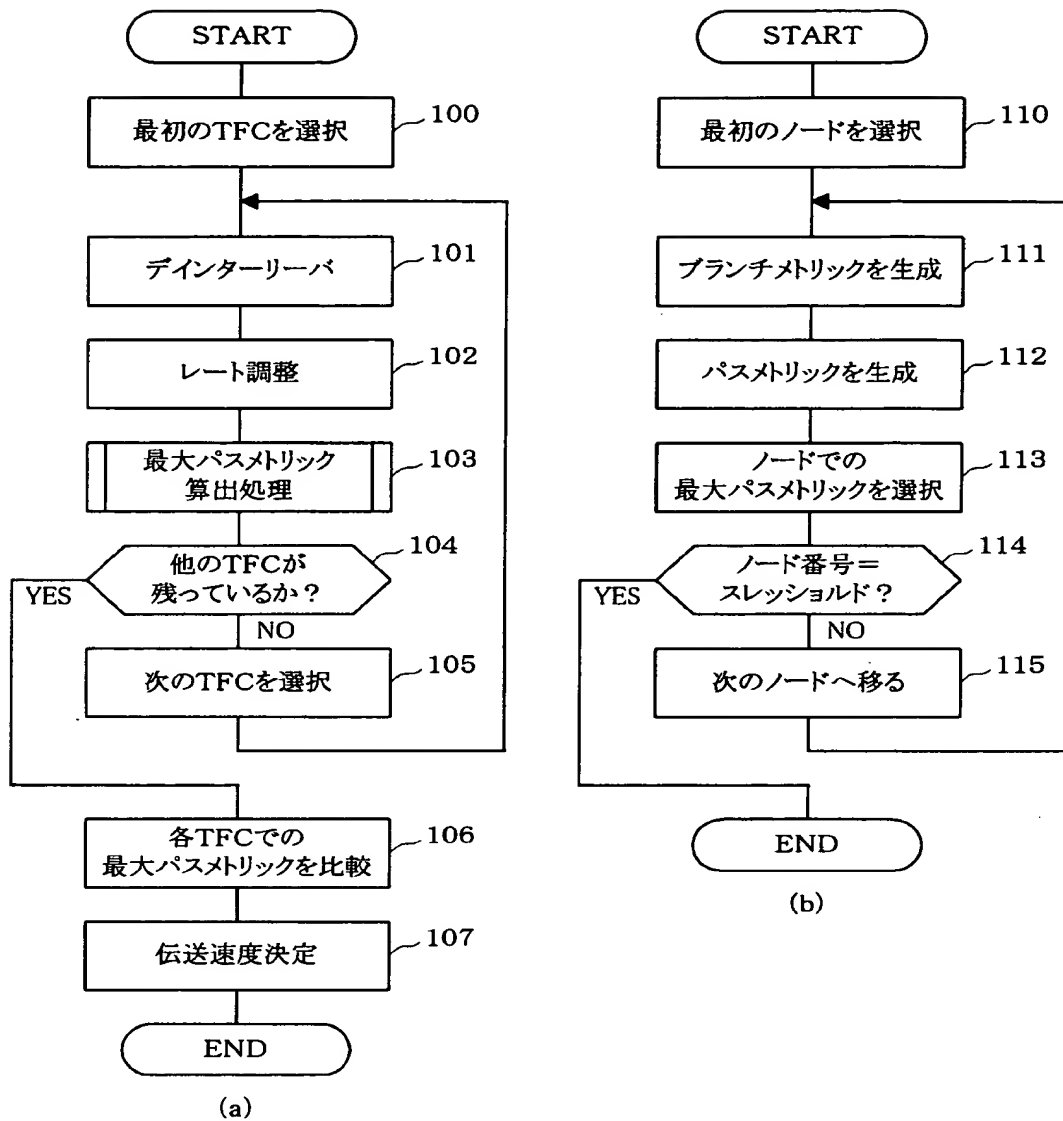 START
最初のTFCを選択
100
デインターリーバ
101
レート調整
102
最大パスメトリック
算出処理
103
他のTFCが
残っているか？
104
YES
NO
次のTFCを選択
105
各TFCでの
最大パスメトリックを比較
106
伝送速度決定
107
END
(a)
START
最初のノードを選択
110
ブランチメトリックを生成
111
パスメトリックを生成
112
ノードでの
最大パスメトリックを選択
113
ノード番号＝
スレッショルド？
114
YES
NO
次のノードへ移る
115
END
(b)